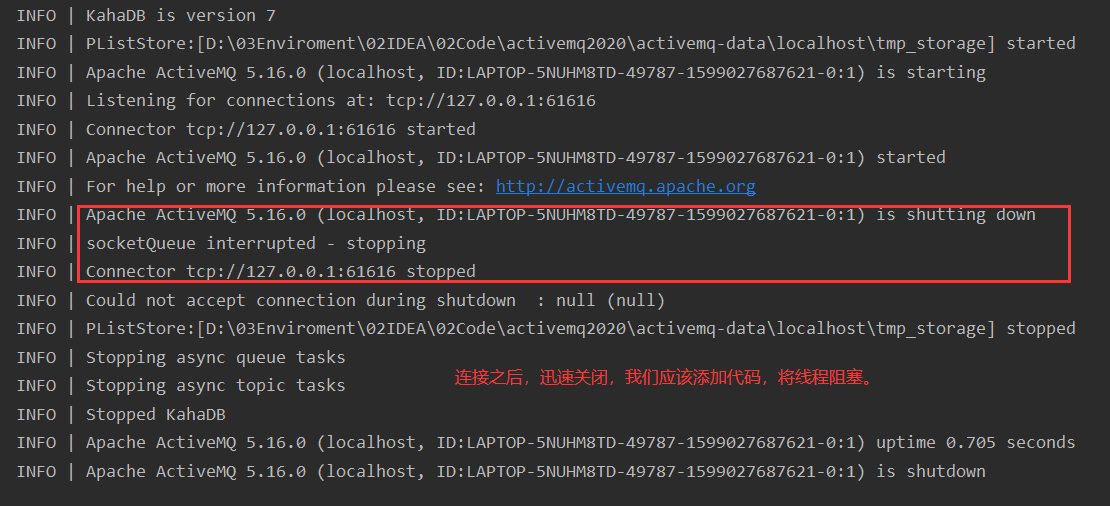 INFO | KahaDB is version 7
INFO | PListStore:[D:\03Enviroment\02IDEA\02Code\activemq2020\activemq-data\localhost\tmp_storage] started
INFO | Apache ActiveMQ 5.16.0 (localhost, ID:LAPTOP-5NUHM8TD-49787-1599027687621-0:1) is starting
INFO | Listening for connections at: tcp://127.0.0.1:61616
INFO | Connector tcp://127.0.0.1:61616 started
INFO | Apache ActiveMQ 5.16.0 (localhost, ID:LAPTOP-5NUHM8TD-49787-1599027687621-0:1) started
INFO | For help or more information please see: http://activemq.apache.org
INFO | Apache ActiveMQ 5.16.0 (localhost, ID:LAPTOP-5NUHM8TD-49787-1599027687621-0:1) is shutting down
INFO | socketQueue interrupted - stopping
INFO | Connector tcp://127.0.0.1:61616 stopped
INFO | Could not accept connection during shutdown  : null (null)
INFO | PListStore:[D:\03Enviroment\02IDEA\02Code\activemq2020\activemq-data\localhost\tmp_storage] stopped
INFO | Stopping async queue tasks
连接之后，迅速关闭，我们应该添加代码，将线程阻塞。
INFO | Stopping async topic tasks
INFO | Stopped KahaDB
INFO | Apache ActiveMQ 5.16.0 (localhost, ID:LAPTOP-5NUHM8TD-49787-1599027687621-0:1) uptime 0.705 seconds
INFO | Apache ActiveMQ 5.16.0 (localhost, ID:LAPTOP-5NUHM8TD-49787-1599027687621-0:1) is shutdown